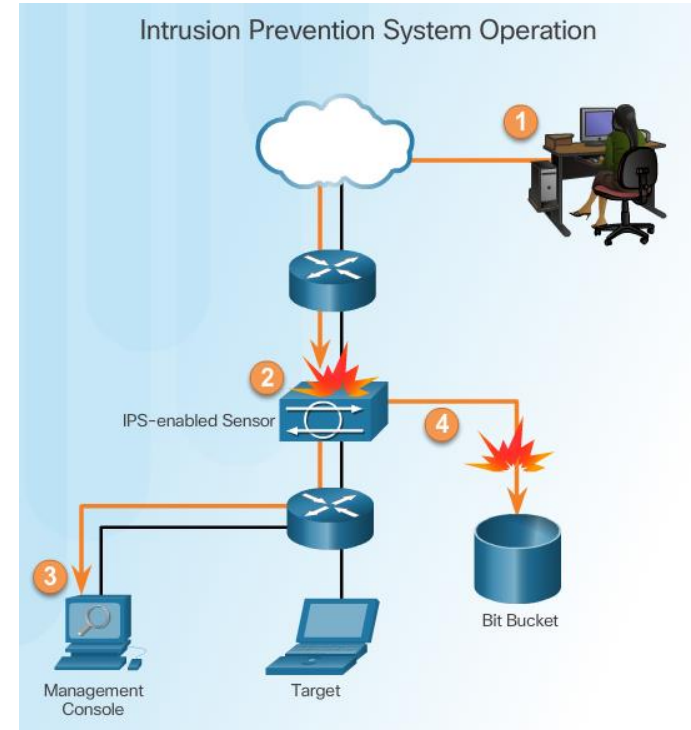 Intrusion Prevention System Operation
1
2
IPS-enabled Sensor
4
3
Bit Bucket
Management
Console
Target